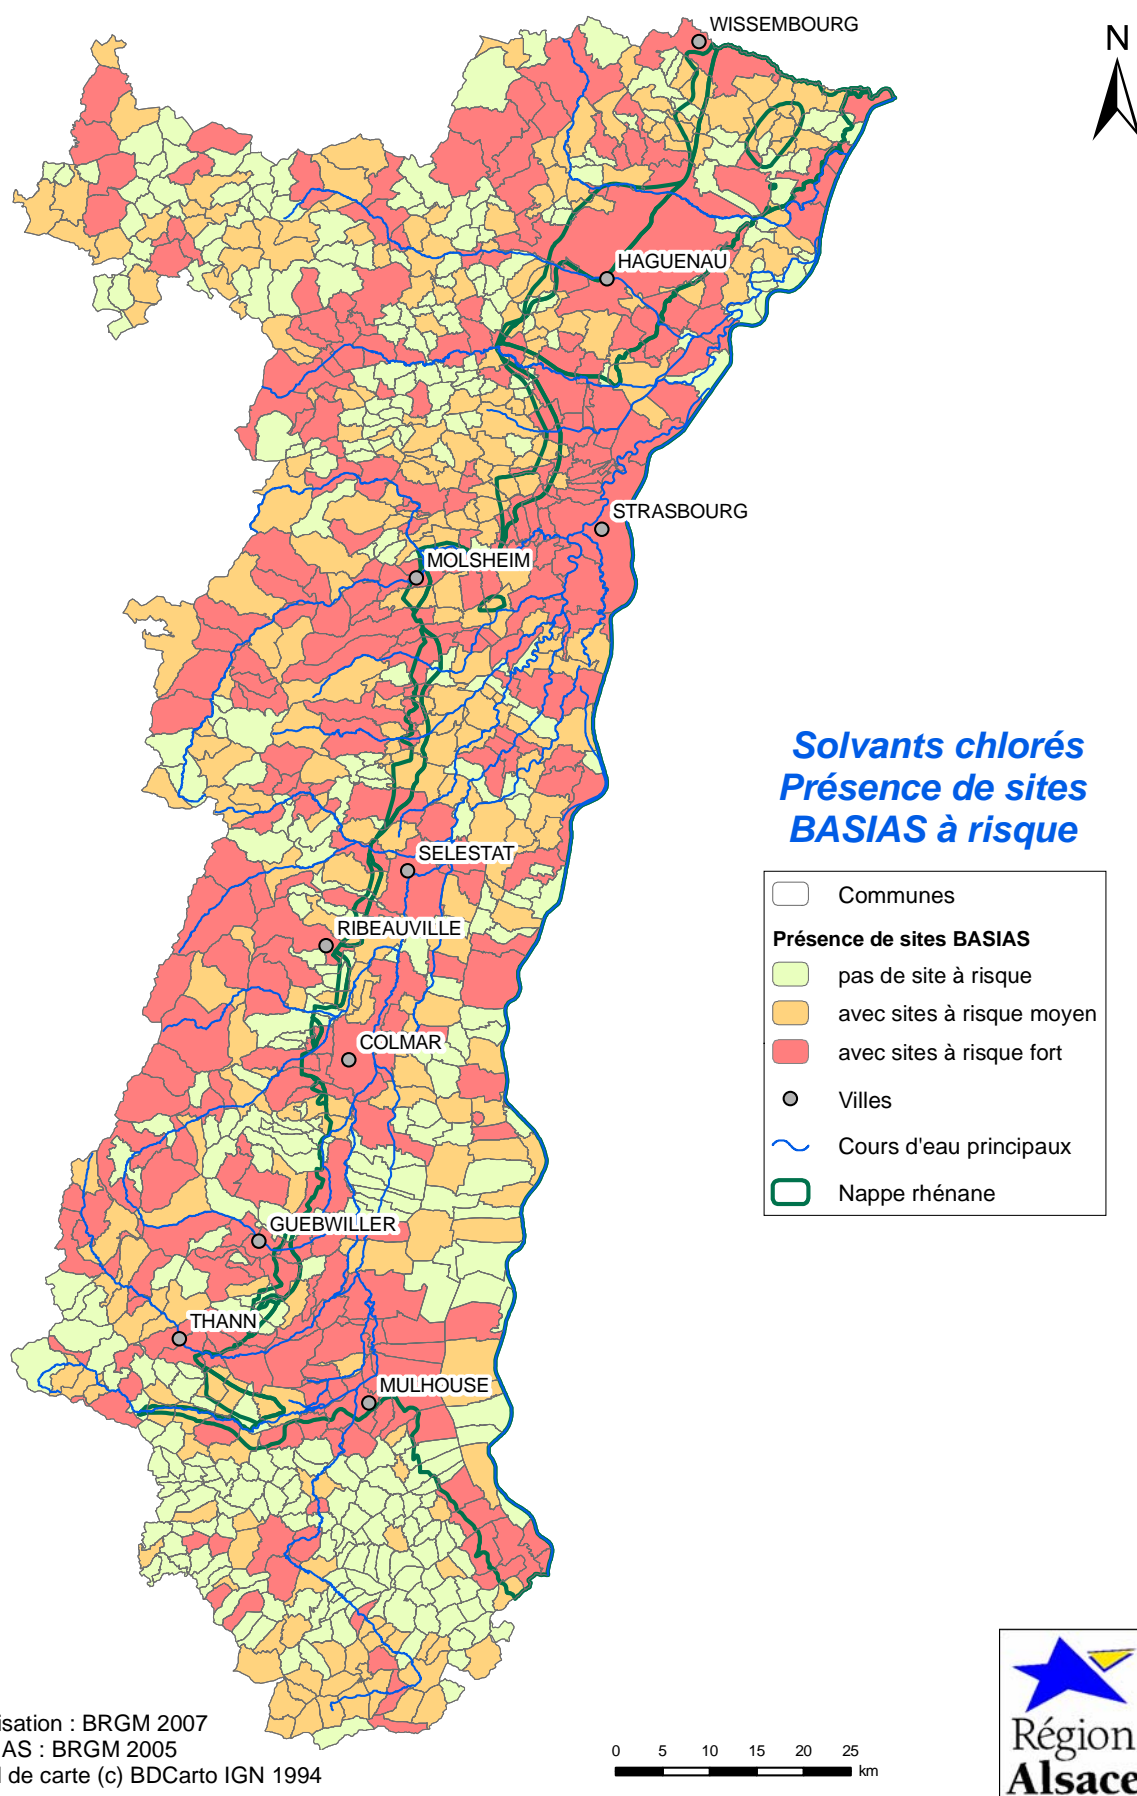 WISSEMBOURG
N
HAGUENAU
STRASBOURG
MOLSHEIM
Solvants chlorés
Présence de sites
BASIAS à risque
SELESTAT
Communes
RIBEAUVILLE
Présence de sites BASIAS
pas de site à risque
avec sites à risque moyen
COLMAR
avec sites à risque fort
Villes
Cours d'eau principaux
Nappe rhénane
GUEBWILLER
THANN
MULHOUSE
isation : BRGM 2007
AS : BRGM 2005
d de carte (c) BDCarto IGN 1994
0 5 10 15 20 25
km
Région
Alsace